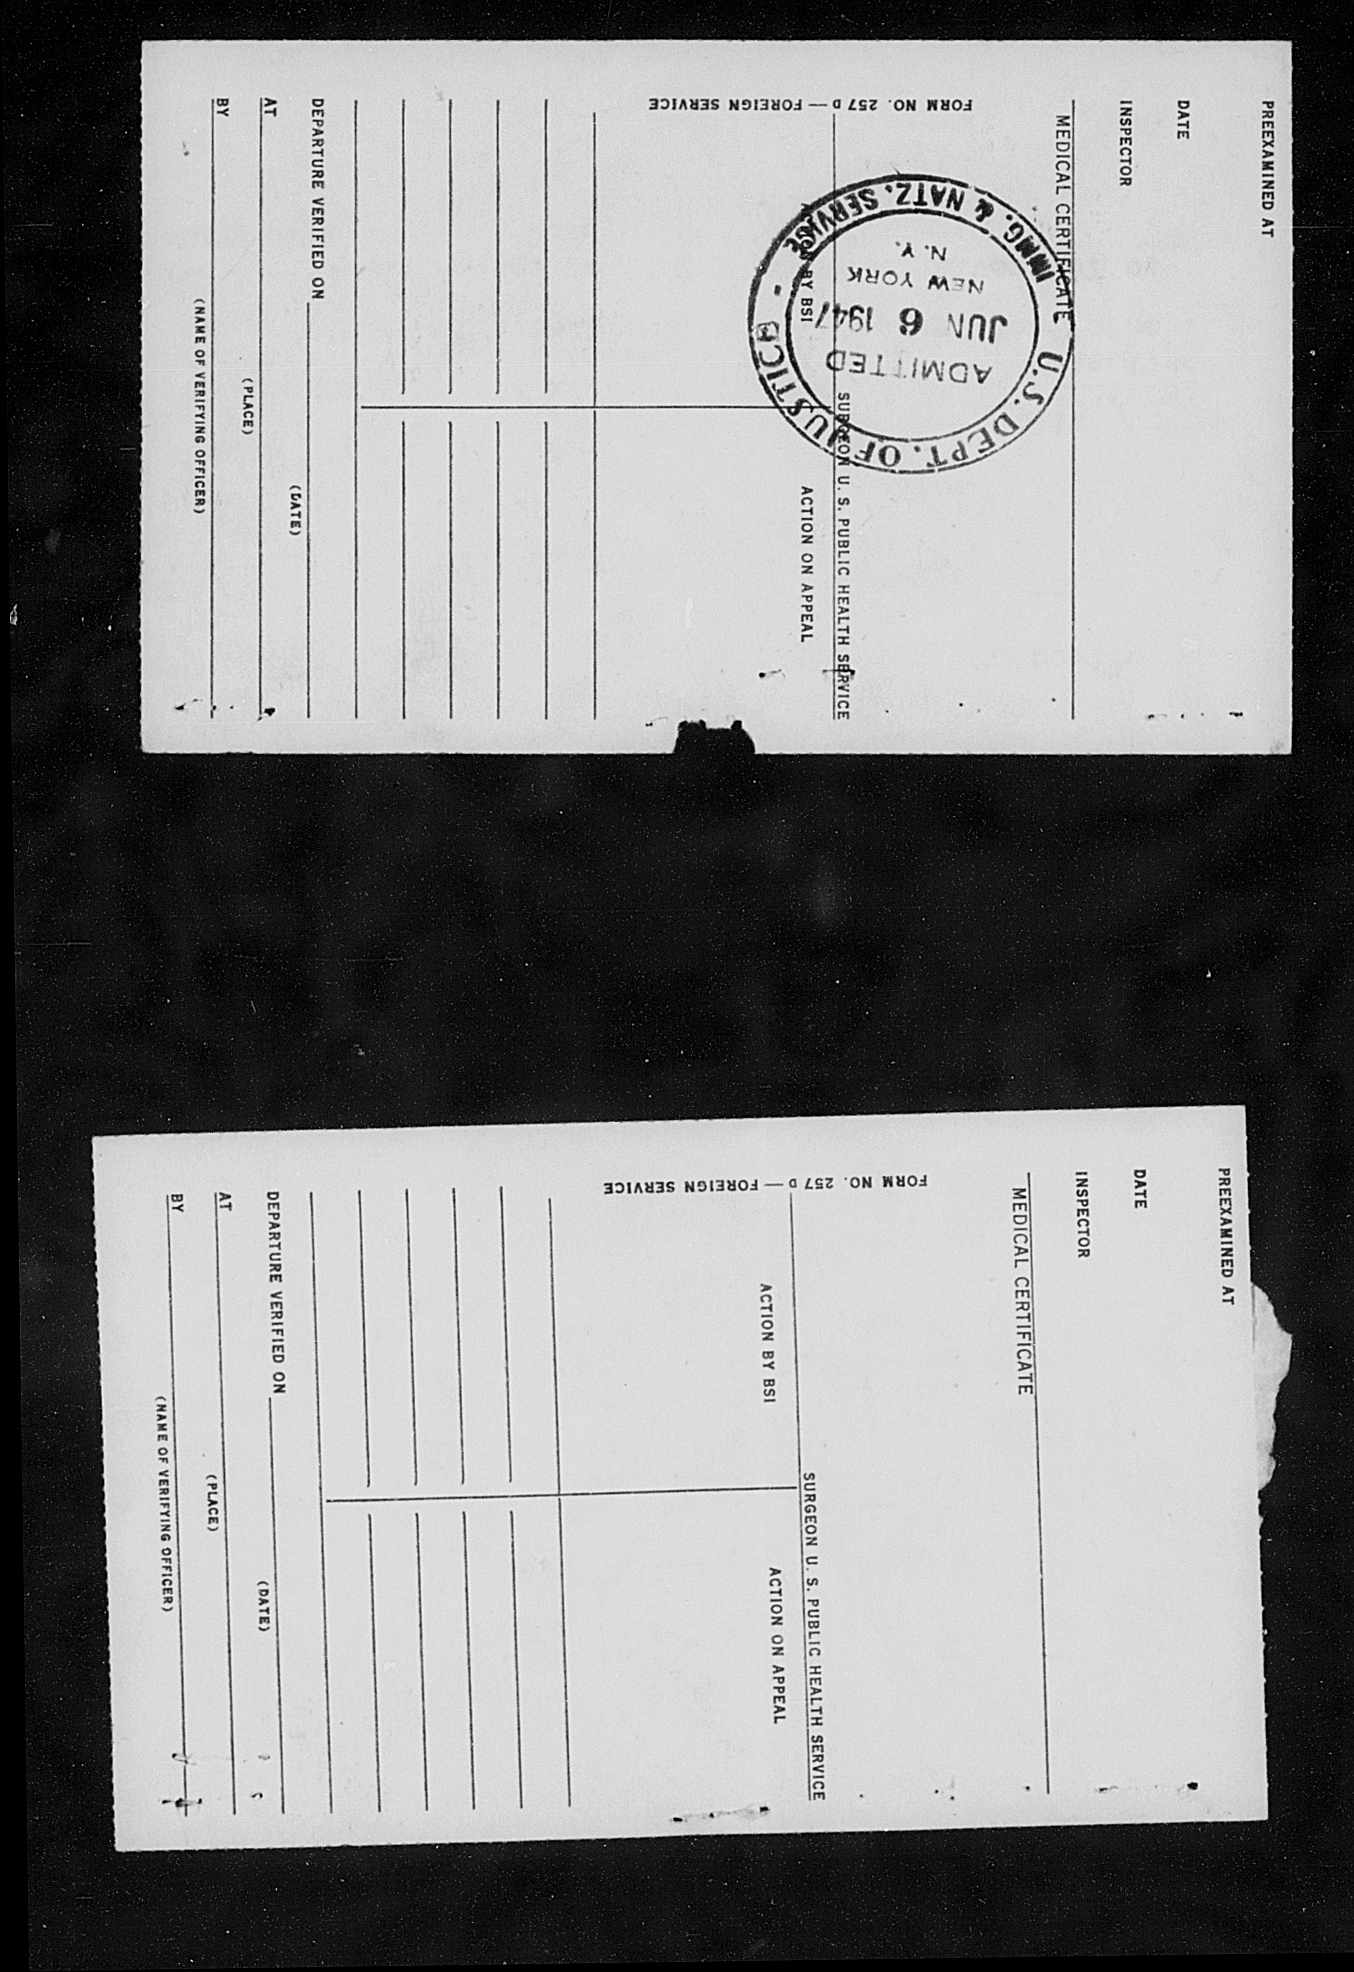 PREEXAMINED AT
DATE
INSPECTOR
MEDICAL CERTIFICATE
U.S. DEPT. OF JUSTICE
IMMG. & NATZ. SERVICE
ADMITTED
JUN 6 1947
NEW YORK
N.Y.
SURGEON U. S. PUBLIC HEALTH SERVICE
ACTION BY BSI
ACTION ON APPEAL
DEPARTURE VERIFIED ON
(DATE)
AT
(PLACE)
BY
(NAME OF VERIFYING OFFICER)
FORM NO. 257 D — FOREIGN SERVICE
PREEXAMINED AT
DATE
INSPECTOR
MEDICAL CERTIFICATE
SURGEON U. S. PUBLIC HEALTH SERVICE
ACTION BY BSI
ACTION ON APPEAL
DEPARTURE VERIFIED ON
(DATE)
AT
(PLACE)
BY
(NAME OF VERIFYING OFFICER)
FORM NO. 257 D — FOREIGN SERVICE